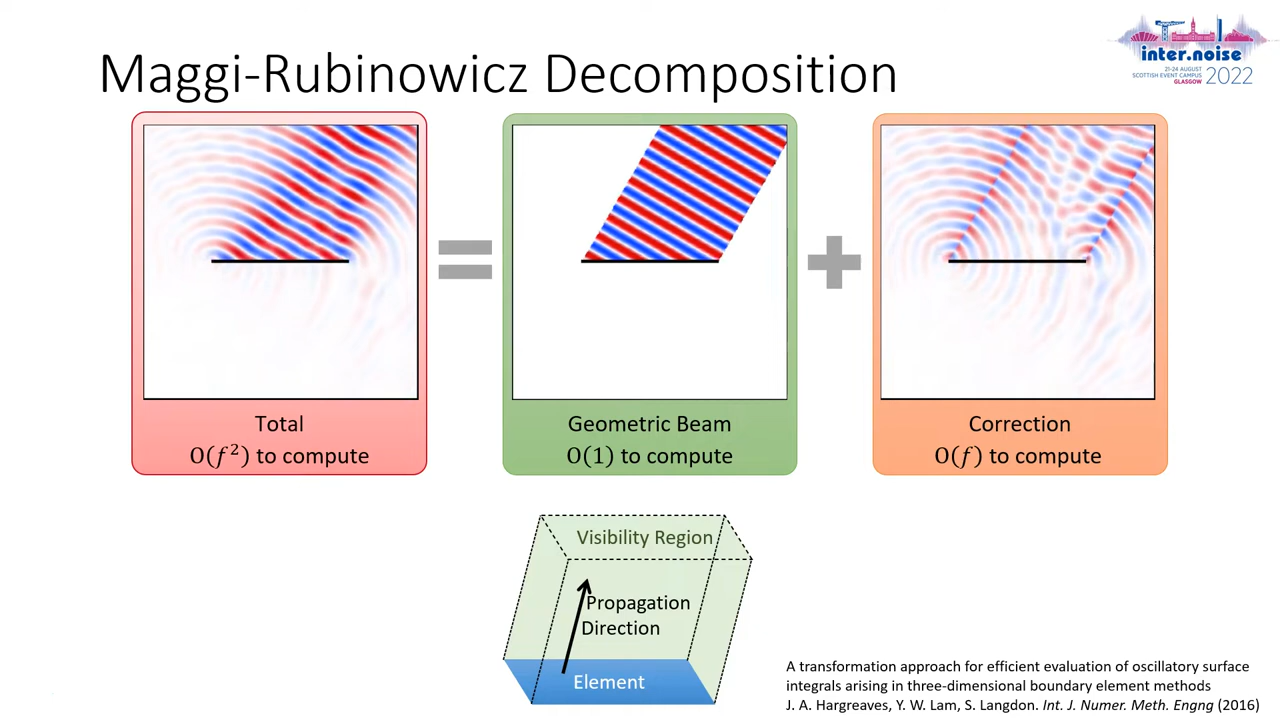 Maggi-Rubinowicz Decomposition
inter.noise
21-24 AUGUST
SCOTTISH EVENT CAMPUS
GLASGOW
2022
Total
O(f²) to compute
=
Geometric Beam
O(1) to compute
+
Correction
O(f) to compute
Visibility Region
Propagation
Direction
Element
A transformation approach for efficient evaluation of oscillatory surface
integrals arising in three-dimensional boundary element methods
J. A. Hargreaves, Y. W. Lam, S. Langdon. Int. J. Numer. Meth. Engng (2016)